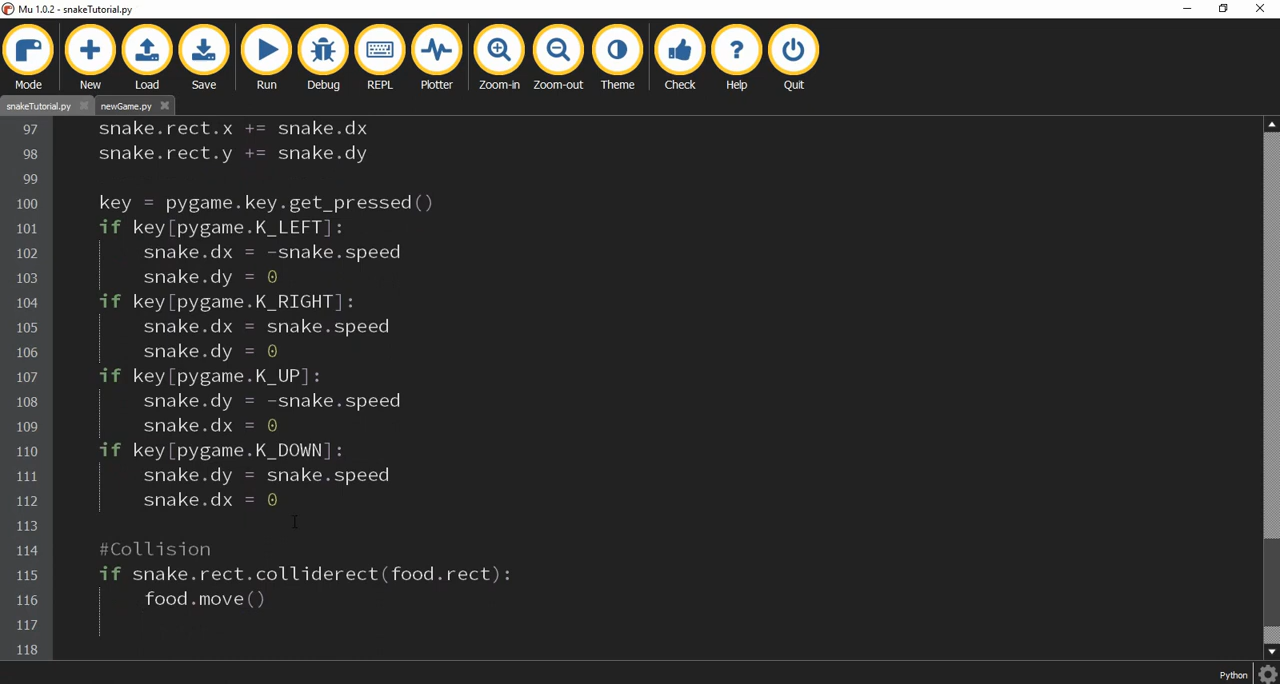 Mu 1.0.2 - snakeTutorial.py
Mode New Load Save Run Debug REPL Plotter Zoom-in Zoom-out Theme Check Help Quit
snakeTutorial.py newGame.py
97 snake.rect.x += snake.dx
98 snake.rect.y += snake.dy
99
100 key = pygame.key.get_pressed()
101 if key[pygame.K_LEFT]:
102 snake.dx = -snake.speed
103 snake.dy = 0
104 if key[pygame.K_RIGHT]:
105 snake.dx = snake.speed
106 snake.dy = 0
107 if key[pygame.K_UP]:
108 snake.dy = -snake.speed
109 snake.dx = 0
110 if key[pygame.K_DOWN]:
111 snake.dy = snake.speed
112 snake.dx = 0
113
114 #Collision
115 if snake.rect.colliderect(food.rect):
116 food.move()
117
118
Python